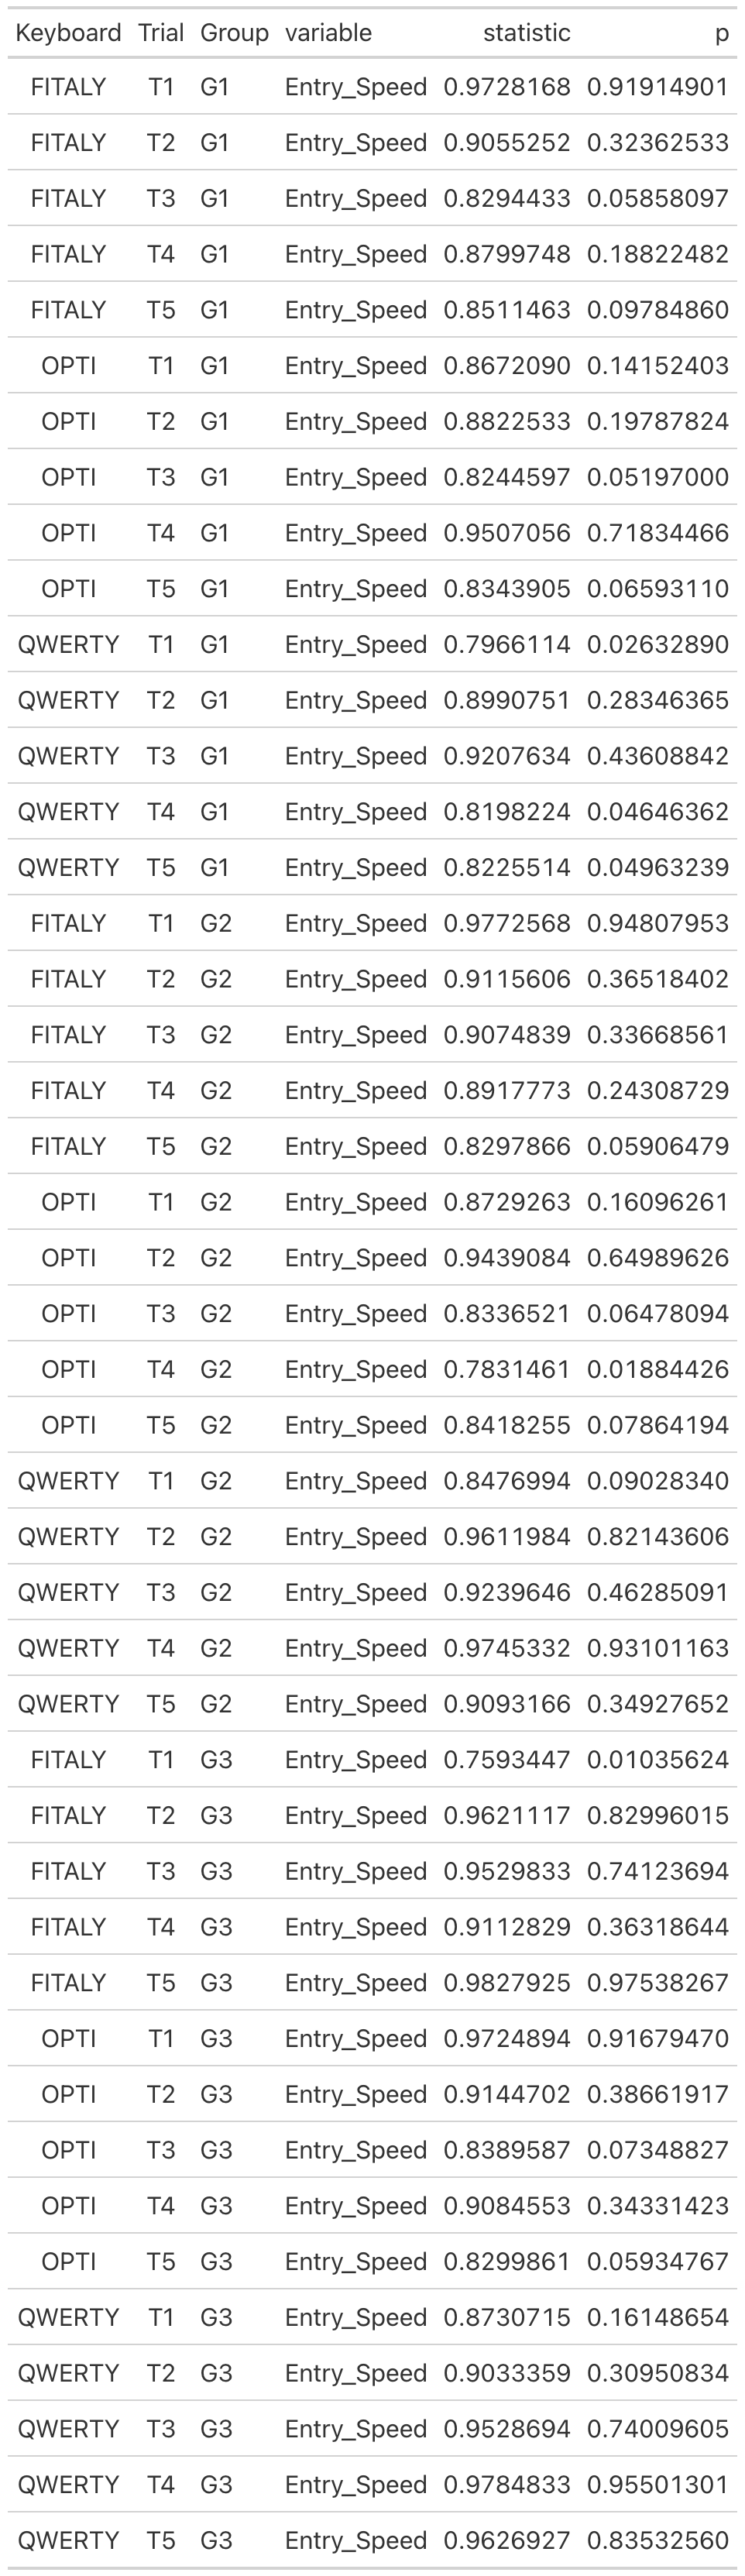 Keyboard Trial Group variable statistic p
FITALY T1 G1 Entry_Speed 0.9728168 0.91914901
FITALY T2 G1 Entry_Speed 0.9055252 0.32362533
FITALY T3 G1 Entry_Speed 0.8294433 0.05858097
FITALY T4 G1 Entry_Speed 0.8799748 0.18822482
FITALY T5 G1 Entry_Speed 0.8511463 0.09784860
OPTI T1 G1 Entry_Speed 0.8672090 0.14152403
OPTI T2 G1 Entry_Speed 0.8822533 0.19787824
OPTI T3 G1 Entry_Speed 0.8244597 0.05197000
OPTI T4 G1 Entry_Speed 0.9507056 0.71834466
OPTI T5 G1 Entry_Speed 0.8343905 0.06593110
QWERTY T1 G1 Entry_Speed 0.7966114 0.02632890
QWERTY T2 G1 Entry_Speed 0.8990751 0.28346365
QWERTY T3 G1 Entry_Speed 0.9207634 0.43608842
QWERTY T4 G1 Entry_Speed 0.8198224 0.04646362
QWERTY T5 G1 Entry_Speed 0.8225514 0.04963239
FITALY T1 G2 Entry_Speed 0.9772568 0.94807953
FITALY T2 G2 Entry_Speed 0.9115606 0.36518402
FITALY T3 G2 Entry_Speed 0.9074839 0.33668561
FITALY T4 G2 Entry_Speed 0.8917773 0.24308729
FITALY T5 G2 Entry_Speed 0.8297866 0.05906479
OPTI T1 G2 Entry_Speed 0.8729263 0.16096261
OPTI T2 G2 Entry_Speed 0.9439084 0.64989626
OPTI T3 G2 Entry_Speed 0.8336521 0.06478094
OPTI T4 G2 Entry_Speed 0.7831461 0.01884426
OPTI T5 G2 Entry_Speed 0.8418255 0.07864194
QWERTY T1 G2 Entry_Speed 0.8476994 0.09028340
QWERTY T2 G2 Entry_Speed 0.9611984 0.82143606
QWERTY T3 G2 Entry_Speed 0.9239646 0.46285091
QWERTY T4 G2 Entry_Speed 0.9745332 0.93101163
QWERTY T5 G2 Entry_Speed 0.9093166 0.34927652
FITALY T1 G3 Entry_Speed 0.7593447 0.01035624
FITALY T2 G3 Entry_Speed 0.9621117 0.82996015
FITALY T3 G3 Entry_Speed 0.9529833 0.74123694
FITALY T4 G3 Entry_Speed 0.9112829 0.36318644
FITALY T5 G3 Entry_Speed 0.9827925 0.97538267
OPTI T1 G3 Entry_Speed 0.9724894 0.91679470
OPTI T2 G3 Entry_Speed 0.9144702 0.38661917
OPTI T3 G3 Entry_Speed 0.8389587 0.07348827
OPTI T4 G3 Entry_Speed 0.9084553 0.34331423
OPTI T5 G3 Entry_Speed 0.8299861 0.05934767
QWERTY T1 G3 Entry_Speed 0.8730715 0.16148654
QWERTY T2 G3 Entry_Speed 0.9033359 0.30950834
QWERTY T3 G3 Entry_Speed 0.9528694 0.74009605
QWERTY T4 G3 Entry_Speed 0.9784833 0.95501301
QWERTY T5 G3 Entry_Speed 0.9626927 0.83532560